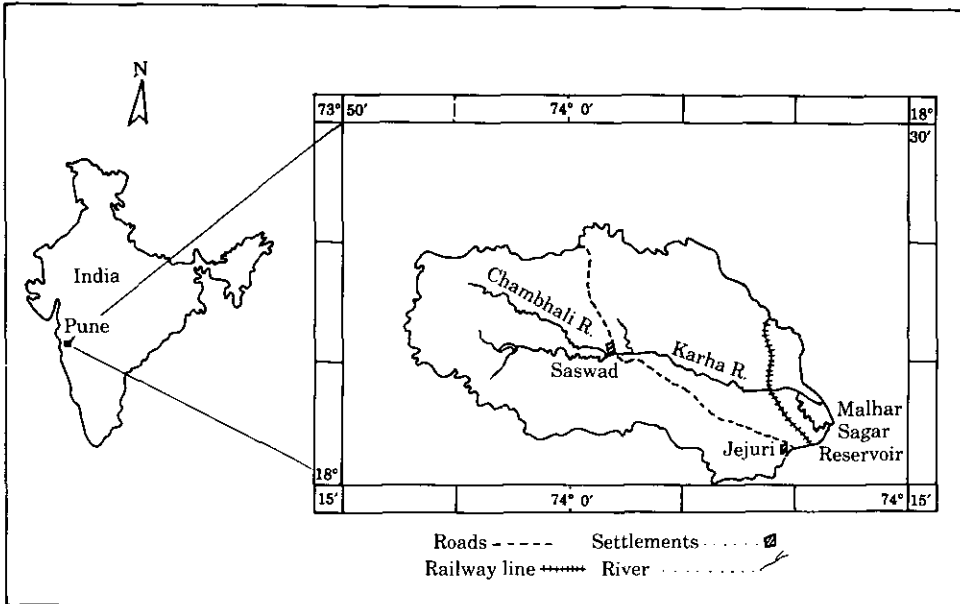 N
India
Pune
73° 50′ 74° 0′ 18°
30′
Chambhali R.
Karha R.
Saswad
Malhar
Sagar
Reservoir
Jejuri
18°
15′ 74° 0′ 74° 15′
Roads Settlements
Railway line River